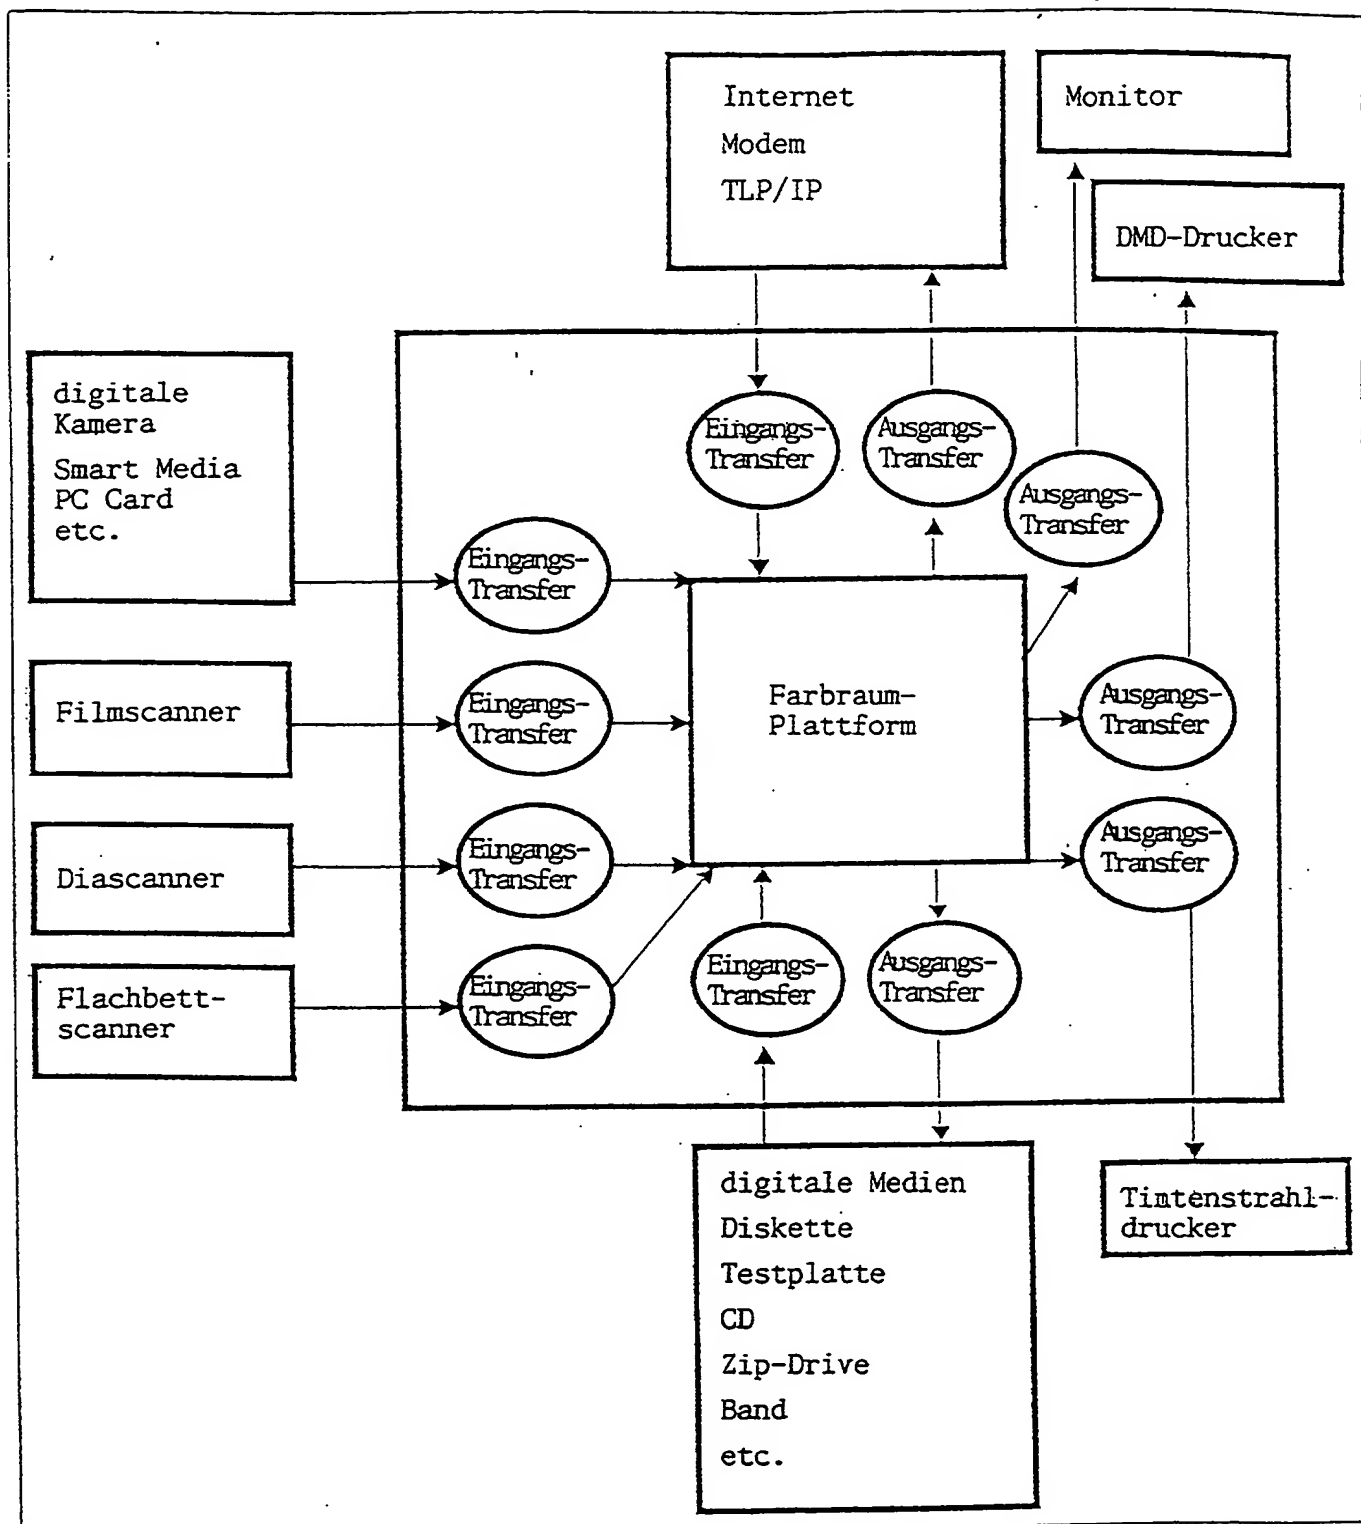 Internet
Modem
TLP/IP
Monitor
DMD-Drucker
digitale
Kamera
Smart Media
PC Card
etc.
Eingangs-
Transfer
Ausgangs-
Transfer
Ausgangs-
Transfer
Eingangs-
Transfer
Filmscanner
Eingangs-
Transfer
Farbraum-
Plattform
Ausgangs-
Transfer
Diascanner
Eingangs-
Transfer
Ausgangs-
Transfer
Flachbett-
scanner
Eingangs-
Transfer
Eingangs-
Transfer
Ausgangs-
Transfer
digitale Medien
Diskette
Testplatte
CD
Zip-Drive
Band
etc.
Timtenstrahl-
drucker